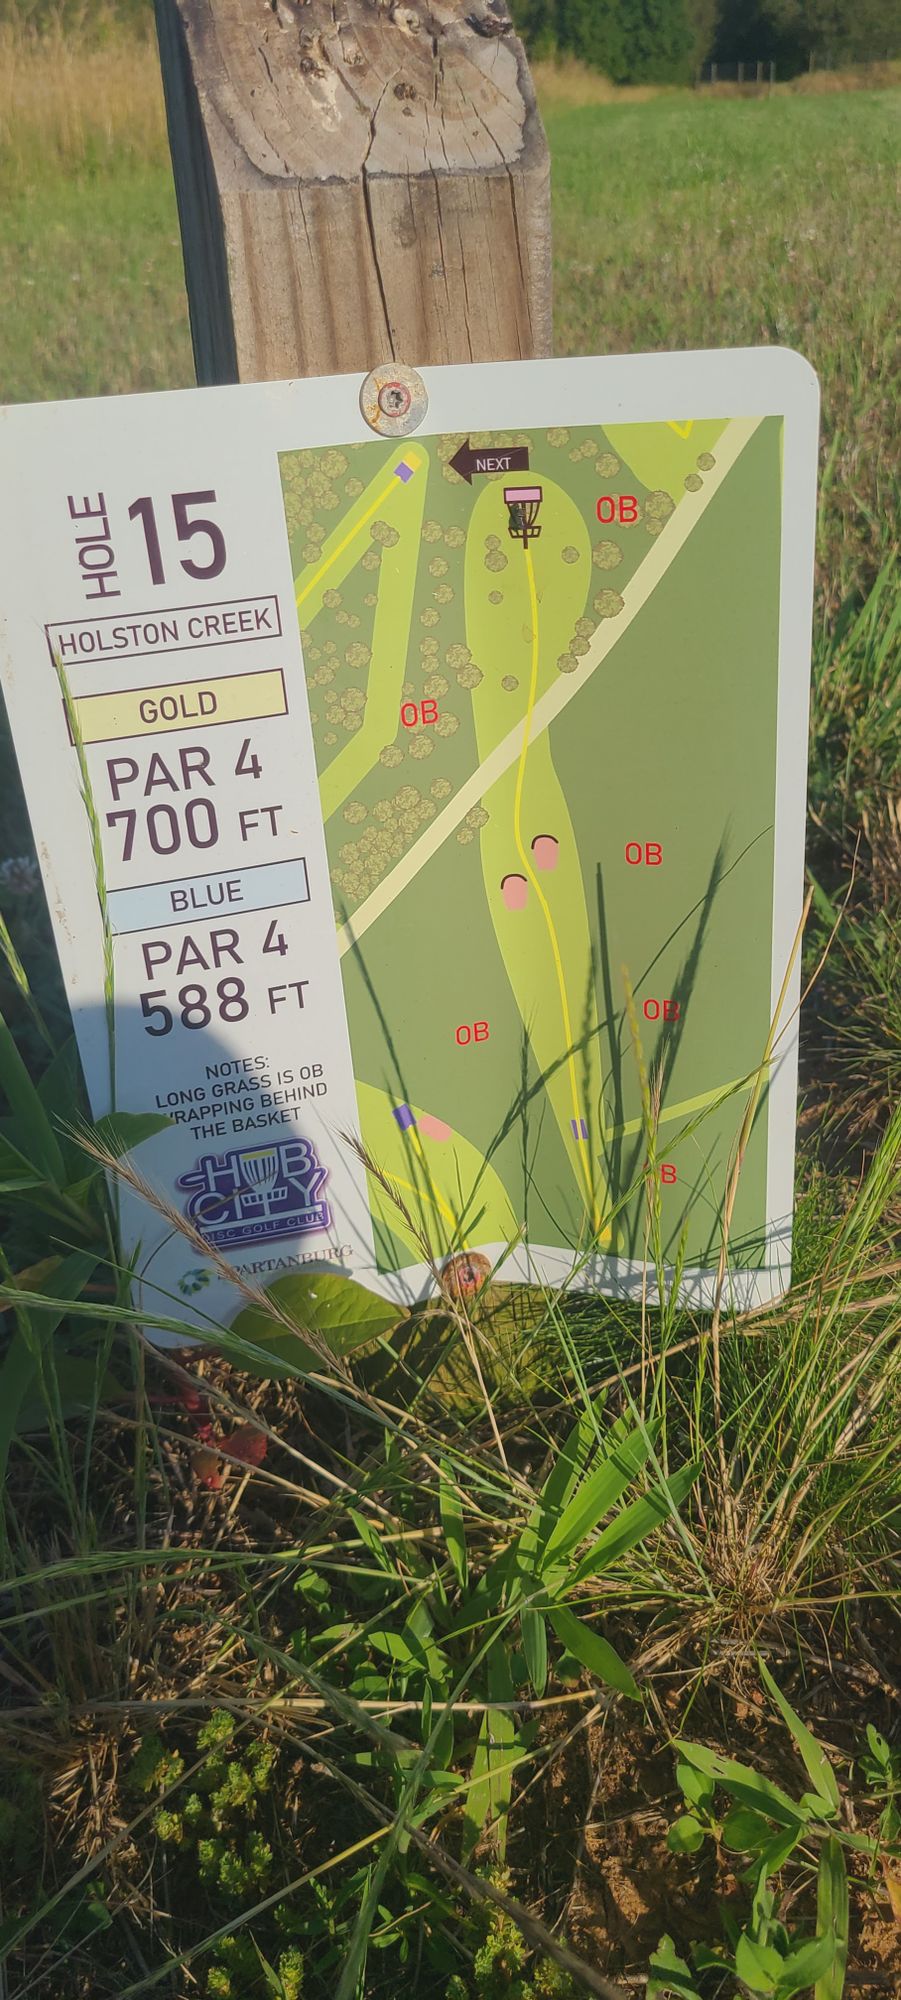 HOLE 15
HOLSTON CREEK
GOLD
PAR 4
700 FT
BLUE
PAR 4
588 FT
NOTES:
LONG GRASS IS OB
WRAPPING BEHIND
THE BASKET
HUB
CITY
DISC GOLF CLUB
SPARTANBURG
NEXT
OB
OB
OB
OB
OB
OB